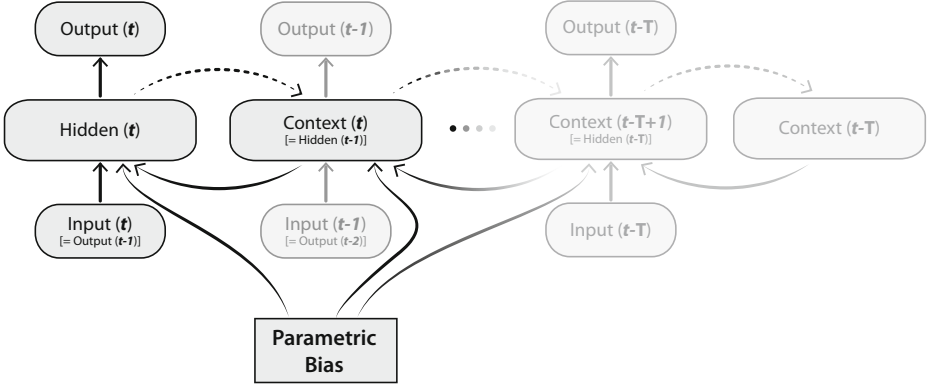 Output (t)
Output (t-1)
Output (t-T)
Hidden (t)
Context (t)
[= Hidden (t-1)]
Context (t-T+1)
[= Hidden (t-T)]
Context (t-T)
Input (t)
[= Output (t-1)]
Input (t-1)
[= Output (t-2)]
Input (t-T)
Parametric
Bias